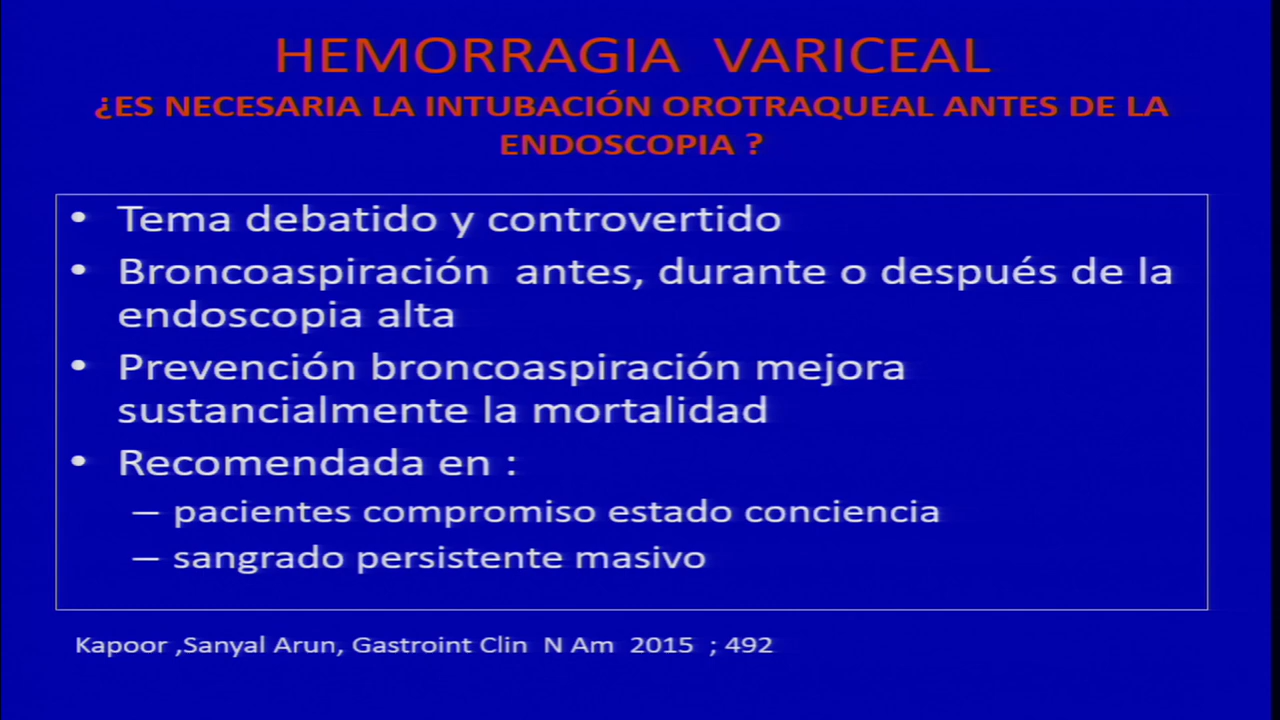 HEMORRAGIA VARICEAL
¿ES NECESARIA LA INTUBACIÓN OROTRAQUEAL ANTES DE LA
ENDOSCOPIA ?
• Tema debatido y controvertido
• Broncoaspiración antes, durante o después de la
endoscopia alta
• Prevención broncoaspiración mejora
sustancialmente la mortalidad
• Recomendada en :
– pacientes compromiso estado conciencia
– sangrado persistente masivo
Kapoor ,Sanyal Arun, Gastroint Clin N Am 2015 ; 492